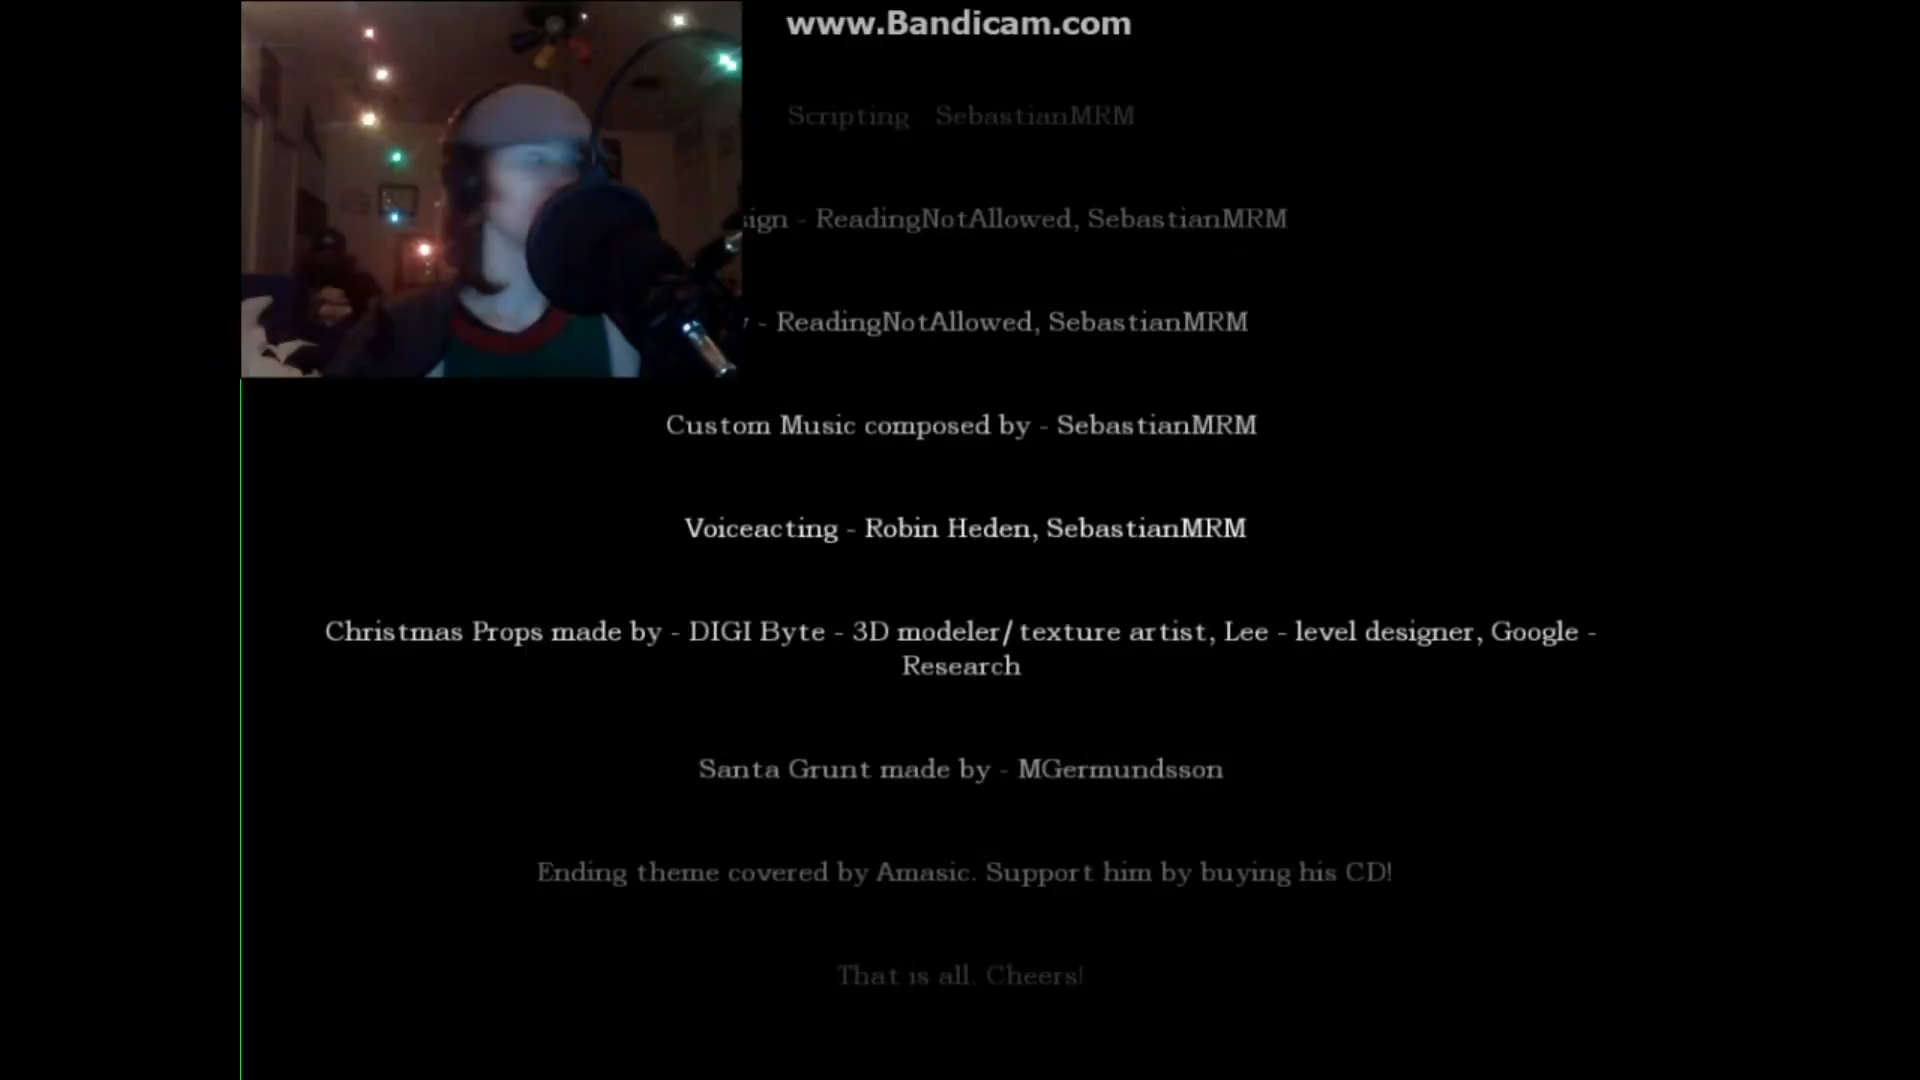 www.Bandicam.com
Scripting SebastianMRM
sign - ReadingNotAllowed, SebastianMRM
- ReadingNotAllowed, SebastianMRM
Custom Music composed by - SebastianMRM
Voiceacting - Robin Heden, SebastianMRM
Christmas Props made by - DIGI Byte - 3D modeler/texture artist, Lee - level designer, Google -
Research
Santa Grunt made by - MGermundsson
Ending theme covered by Amasic. Support him by buying his CD!
That is all. Cheers!